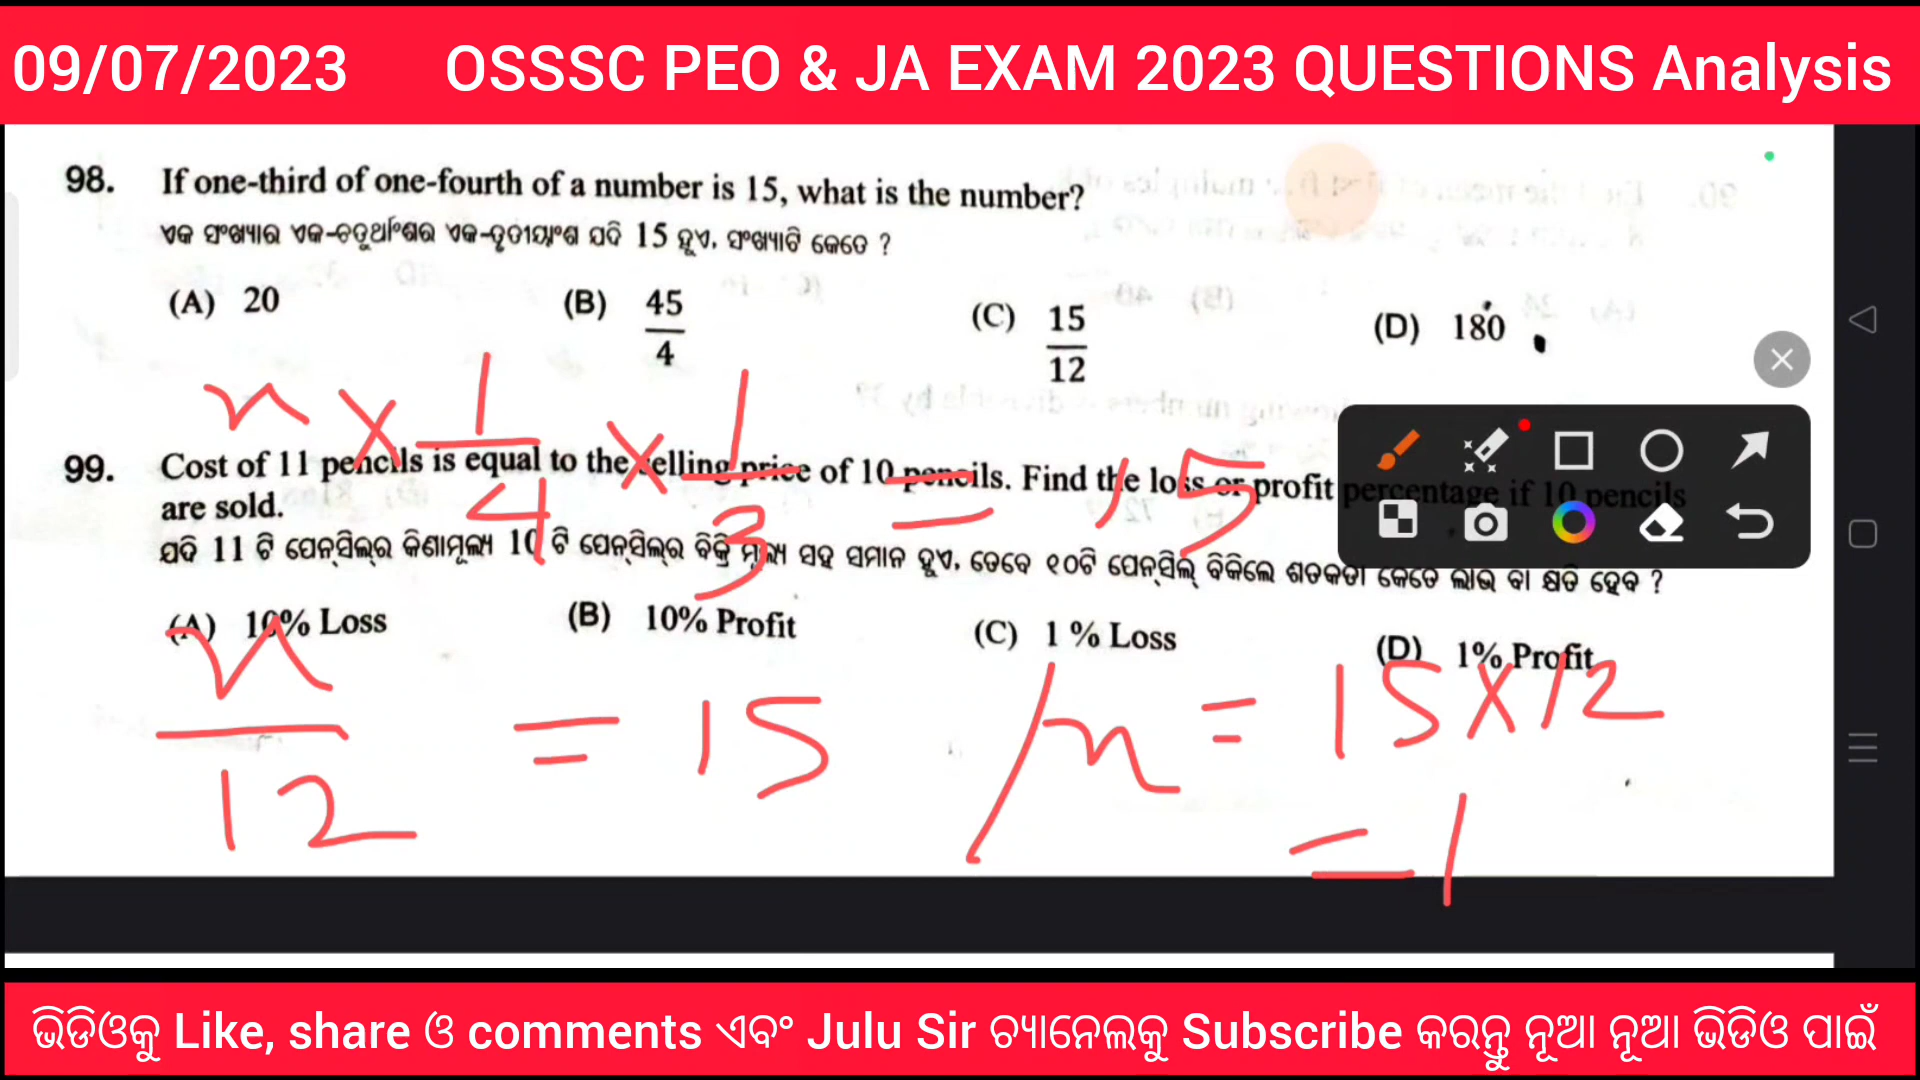 09/07/2023 OSSSC PEO & JA EXAM 2023 QUESTIONS Analysis
98. If one-third of one-fourth of a number is 15, what is the number?
ଏକ ସଂଖ୍ୟାର ଏକ-ଚତୁର୍ଥାଂଶର ଏକ-ତୃତୀୟାଂଶ ଯଦି 15 ହୁଏ, ସଂଖ୍ୟାଟି କେତେ ?
(A) 20 (B) 45/4 (C) 15/12 (D) 180
x × 1/4 × 1/3 = 15
99. Cost of 11 pencils is equal to the selling price of 10 pencils. Find the loss or profit percentage if 10 pencils
are sold.
ଯଦି 11 ଟି ପେନ୍‌ସିଲ୍‌ର କିଣାମୂଲ୍ୟ 10 ଟି ପେନ୍‌ସିଲ୍‌ର ବିକ୍ରି ମୂଲ୍ୟ ସହ ସମାନ ହୁଏ, ତେବେ ୧୦ଟି ପେନ୍‌ସିଲ୍ ବିକିଲେ ଶତକଡା କେତେ ଲାଭ ବା କ୍ଷତି ହେବ ?
(A) 10% Loss (B) 10% Profit (C) 1 % Loss (D) 1% Profit
x/12 = 15 / x = 15 × 12
= 1
ଭିଡିଓକୁ Like, share ଓ comments ଏବଂ Julu Sir ଚ୍ୟାନେଲକୁ Subscribe କରନ୍ତୁ ନୂଆ ନୂଆ ଭିଡିଓ ପାଇଁ